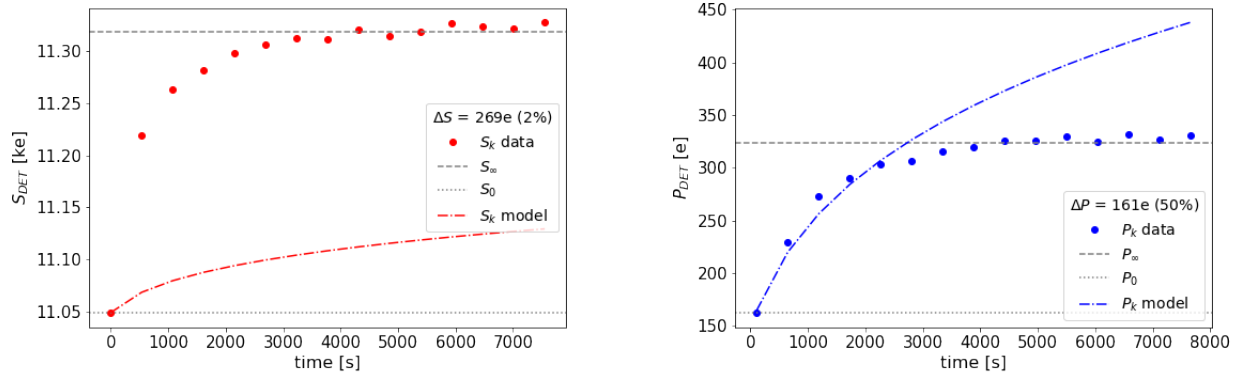 11.30
11.25
11.20
11.15
11.10
11.05
S_DET [ke]
ΔS = 269e (2%)
S_k data
S_∞
S_0
S_k model
0 1000 2000 3000 4000 5000 6000 7000
time [s]
450
400
350
300
250
200
150
P_DET [e]
ΔP = 161e (50%)
P_k data
P_∞
P_0
P_k model
0 1000 2000 3000 4000 5000 6000 7000 8000
time [s]